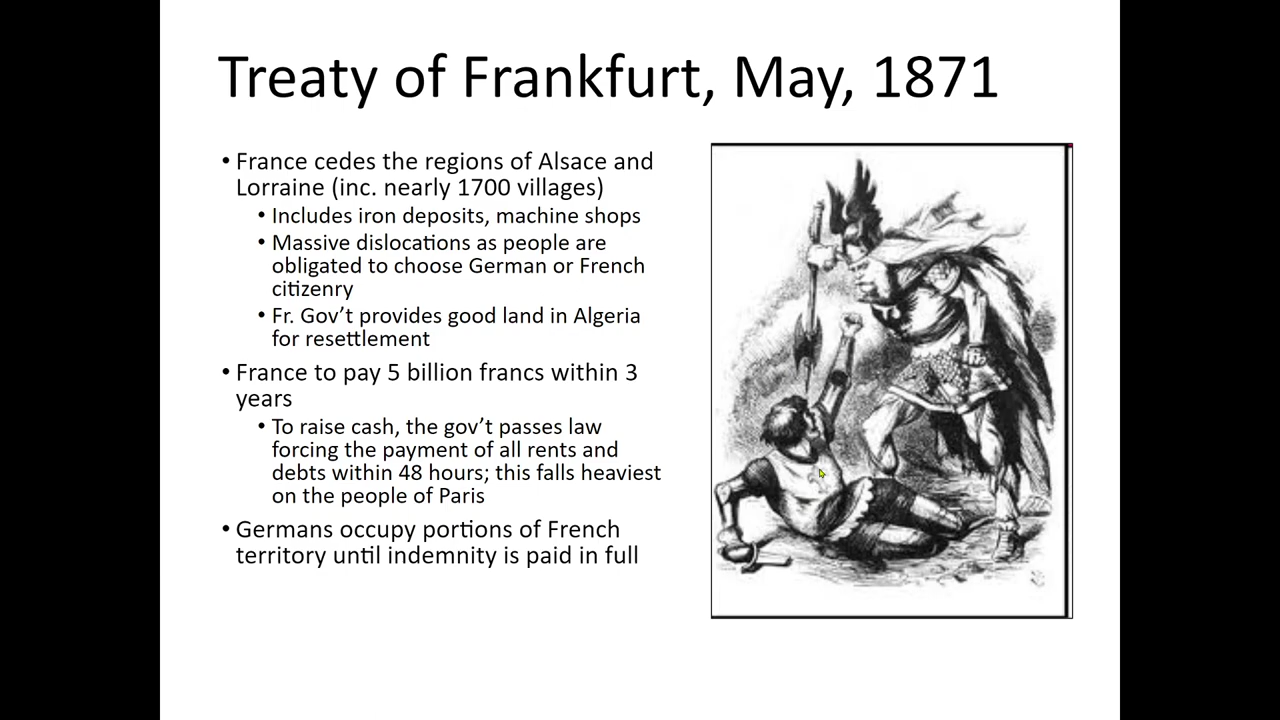 Treaty of Frankfurt, May, 1871
• France cedes the regions of Alsace and
Lorraine (inc. nearly 1700 villages)
• Includes iron deposits, machine shops
• Massive dislocations as people are
obligated to choose German or French
citizenry
• Fr. Gov’t provides good land in Algeria
for resettlement
• France to pay 5 billion francs within 3
years
• To raise cash, the gov’t passes law
forcing the payment of all rents and
debts within 48 hours; this falls heaviest
on the people of Paris
• Germans occupy portions of French
territory until indemnity is paid in full